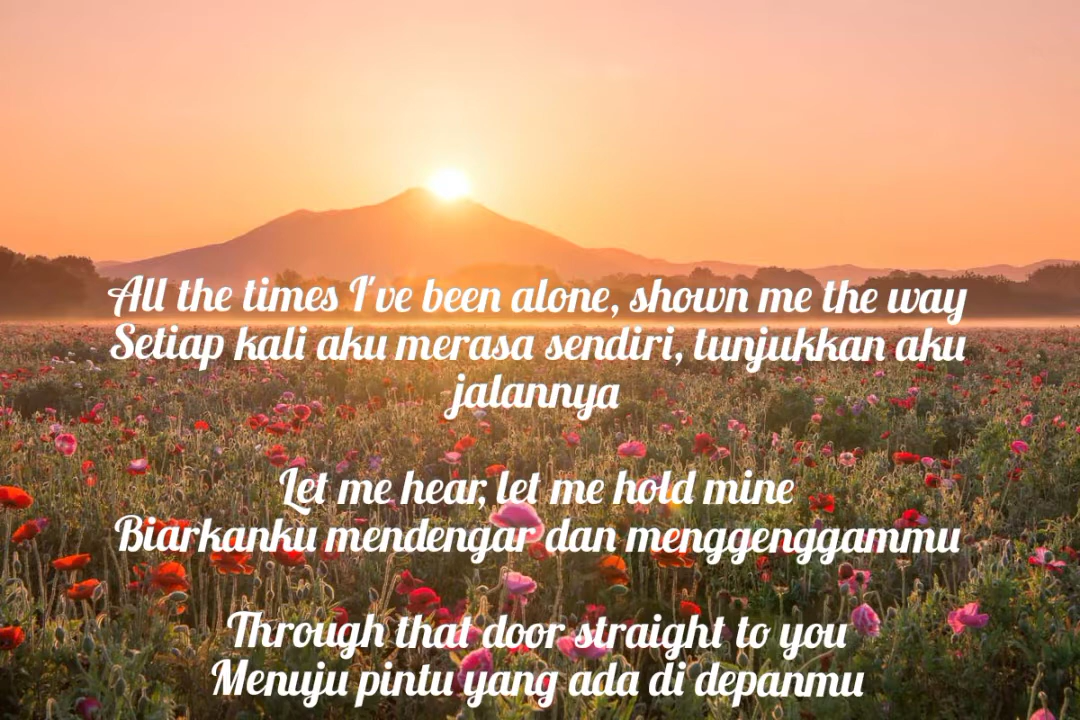 All the times I've been alone, shown me the way
Setiap kali aku merasa sendiri, tunjukkan aku
jalannya
Let me hear, let me hold mine
Biarkanku mendengar dan menggenggammu
Through that door straight to you
Menuju pintu yang ada di depanmu